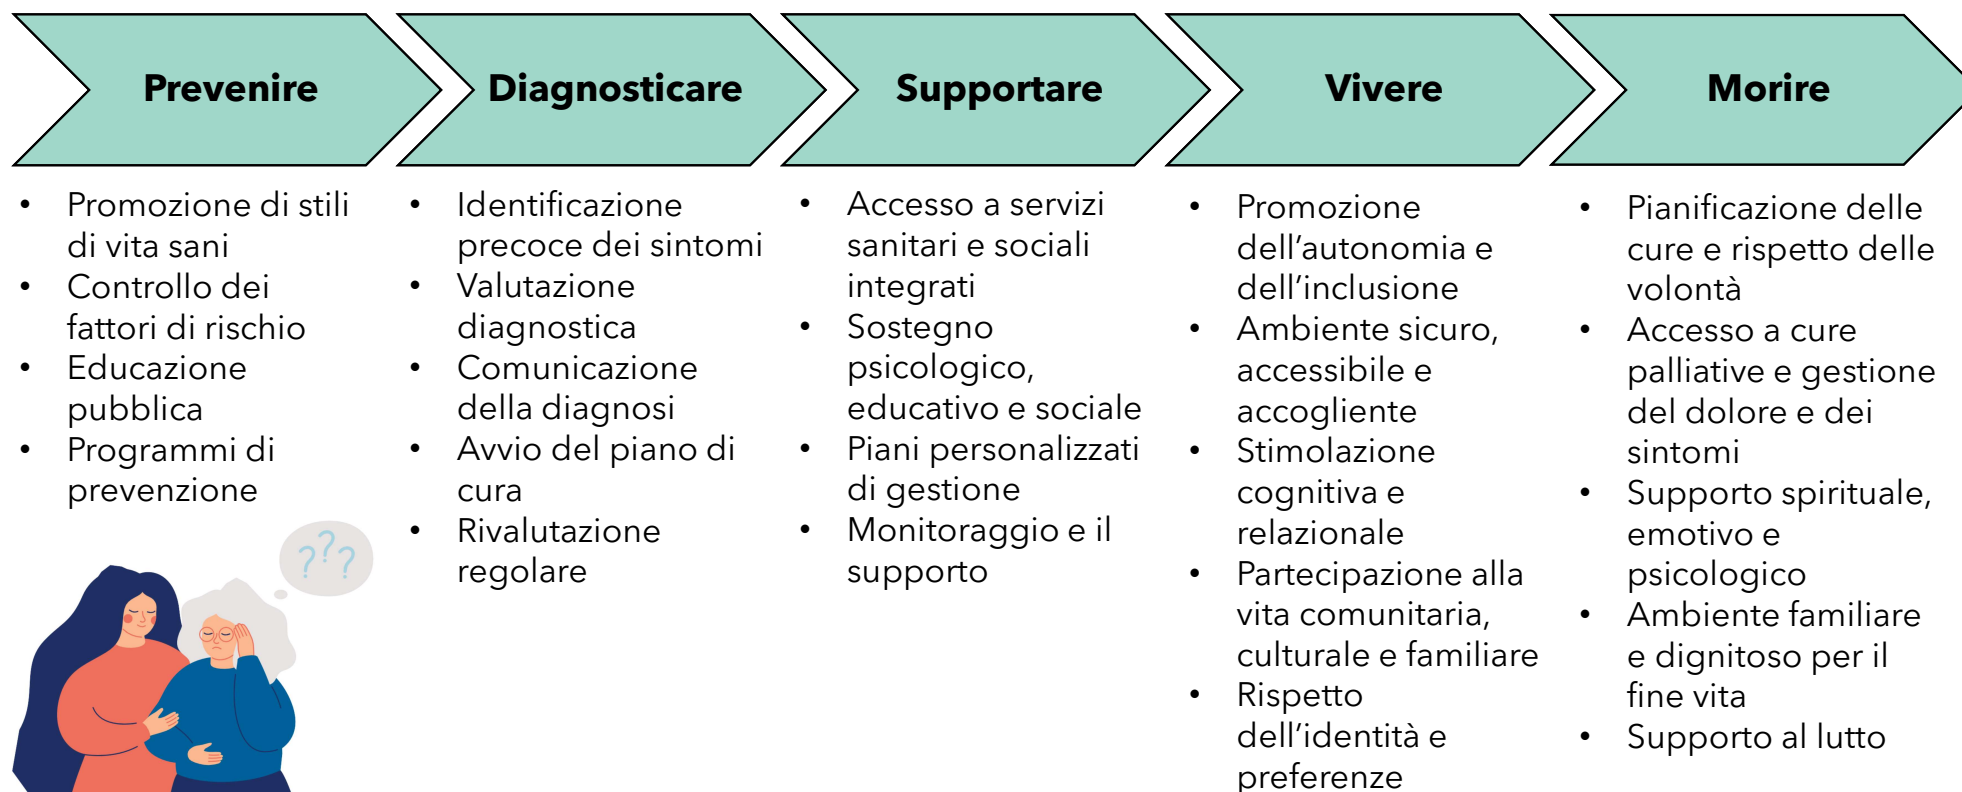 Prevenire
Diagnosticare
Supportare
Vivere
Morire
• Promozione di stili
di vita sani
• Controllo dei
fattori di rischio
• Educazione
pubblica
• Programmi di
prevenzione
???
• Identificazione
precoce dei sintomi
• Valutazione
diagnostica
• Comunicazione
della diagnosi
• Avvio del piano di
cura
• Rivalutazione
regolare
• Accesso a servizi
sanitari e sociali
integrati
• Sostegno
psicologico,
educativo e sociale
• Piani personalizzati
di gestione
• Monitoraggio e il
supporto
• Promozione
dell’autonomia e
dell’inclusione
• Ambiente sicuro,
accessibile e
accogliente
• Stimolazione
cognitiva e
relazionale
• Partecipazione alla
vita comunitaria,
culturale e familiare
• Rispetto
dell’identità e
preferenze
• Pianificazione delle
cure e rispetto delle
volontà
• Accesso a cure
palliative e gestione
del dolore e dei
sintomi
• Supporto spirituale,
emotivo e
psicologico
• Ambiente familiare
e dignitoso per il
fine vita
• Supporto al lutto